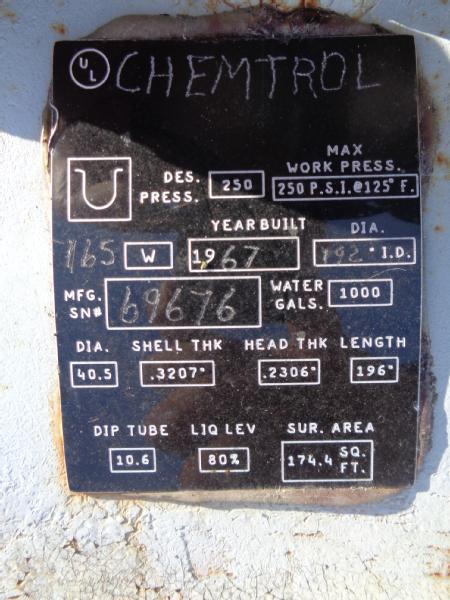 UL CHEMTROL
MAX
WORK PRESS.
DES. PRESS. 250
250 P.S.I.@125° F.
U
YEAR BUILT DIA.
165 W 1967 192" I.D.
MFG. SN# 69676 WATER GALS. 1000
DIA. SHELL THK HEAD THK LENGTH
40.5 .3207" .2306" 196"
DIP TUBE LIQ LEV SUR. AREA
10.6 80% 174.4 SQ. FT.